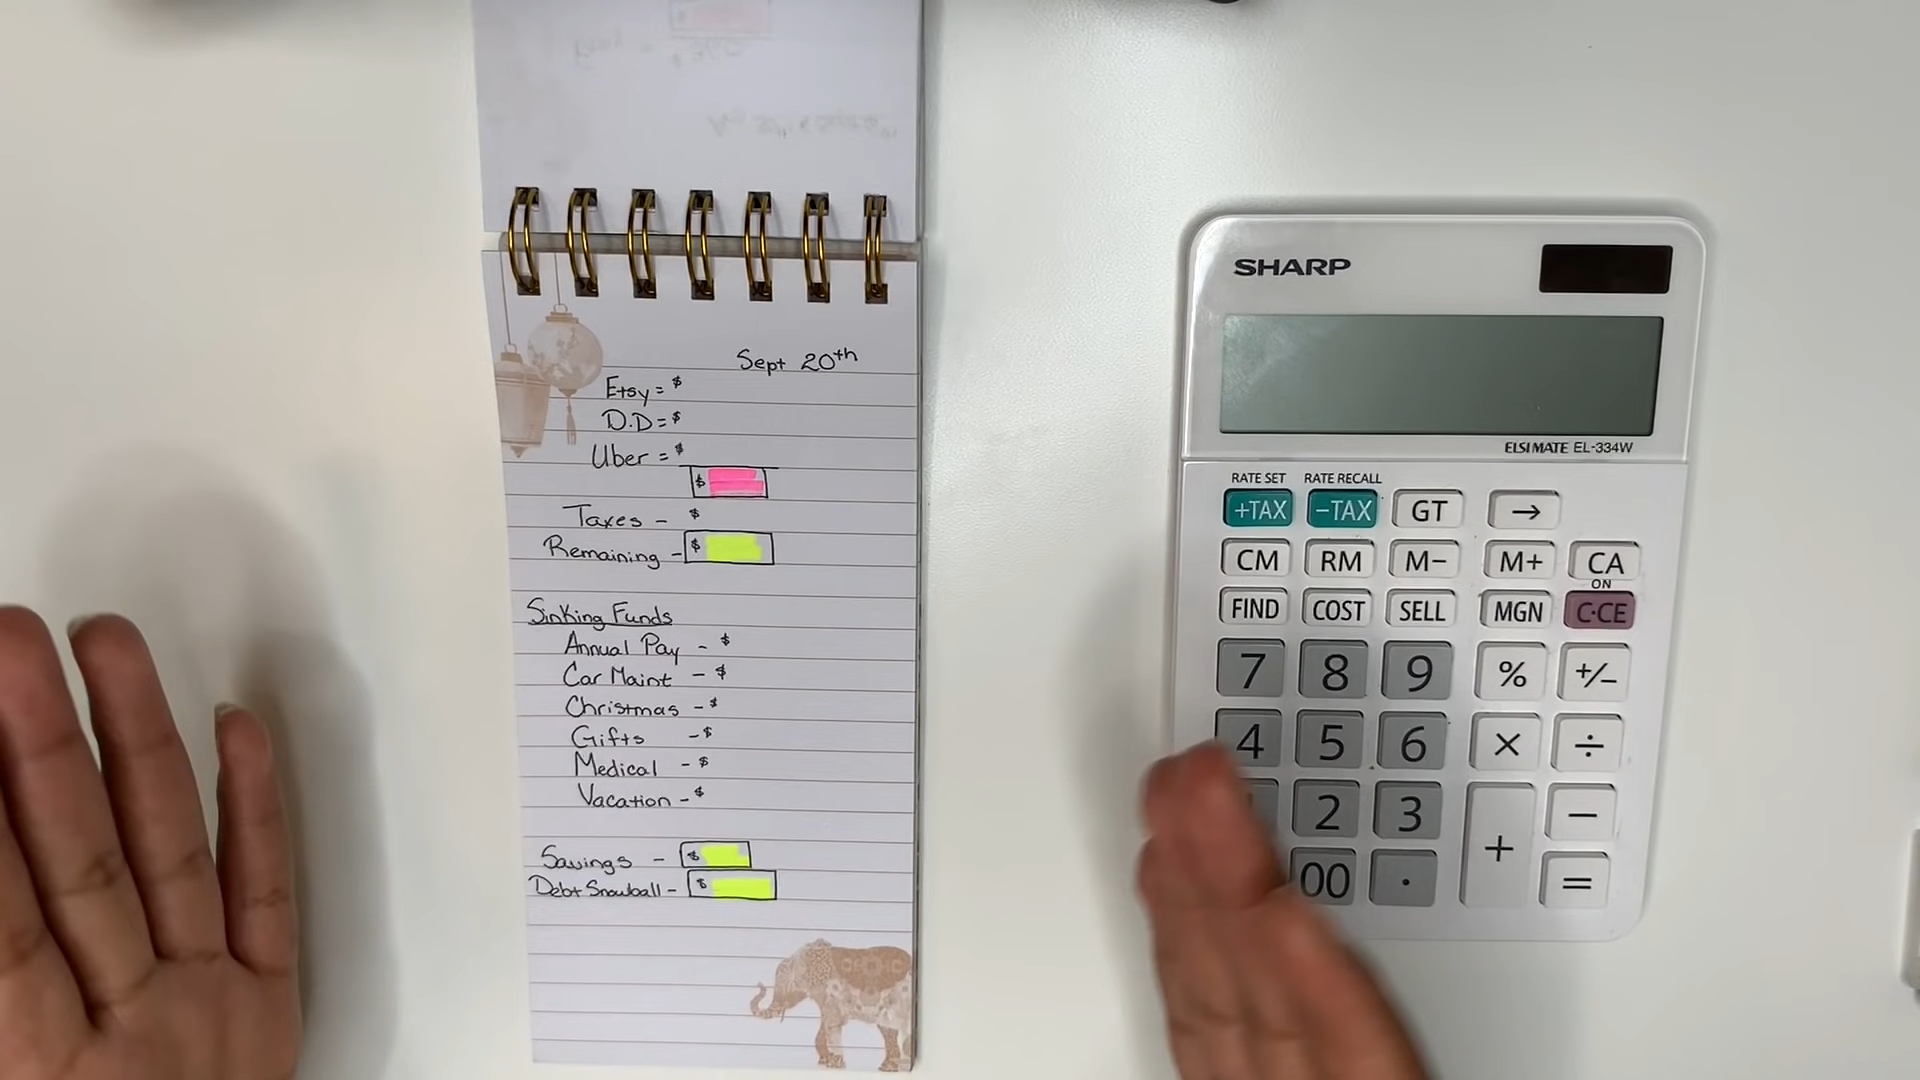 Sept 20th
Etsy = $
D.D = $
Uber = $
$
Taxes - $
Remaining - $
Sinking Funds
Annual Pay - $
Car Maint - $
Christmas - $
Gifts - $
Medical - $
Vacation - $
Savings - $
Debt Snowball - $
SHARP
ELSIMATE EL-334W
RATE SET RATE RECALL
+TAX -TAX GT →
CM RM M- M+ CA
ON
FIND COST SELL MGN C·CE
7 8 9 % +/-
4 5 6 × ÷
2 3 + −
00 · =